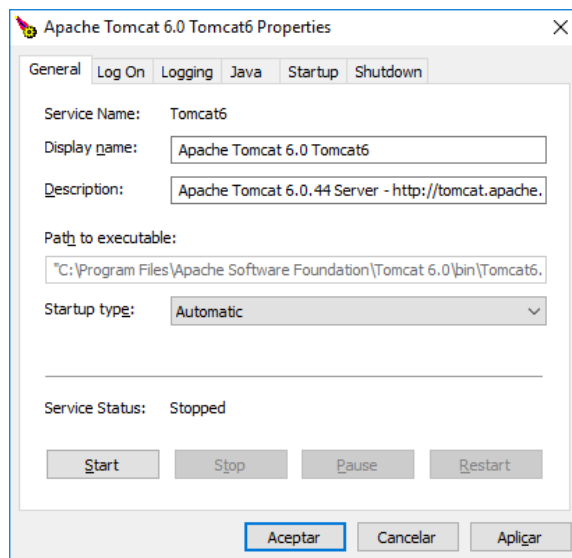 Apache Tomcat 6.0 Tomcat6 Properties
General Log On Logging Java Startup Shutdown
Service Name: Tomcat6
Display name: Apache Tomcat 6.0 Tomcat6
Description: Apache Tomcat 6.0.44 Server - http://tomcat.apache.
Path to executable:
"C:\Program Files\Apache Software Foundation\Tomcat 6.0\bin\Tomcat6.
Startup type: Automatic
Service Status: Stopped
Start Stop Pause Restart
Aceptar Cancelar Aplicar